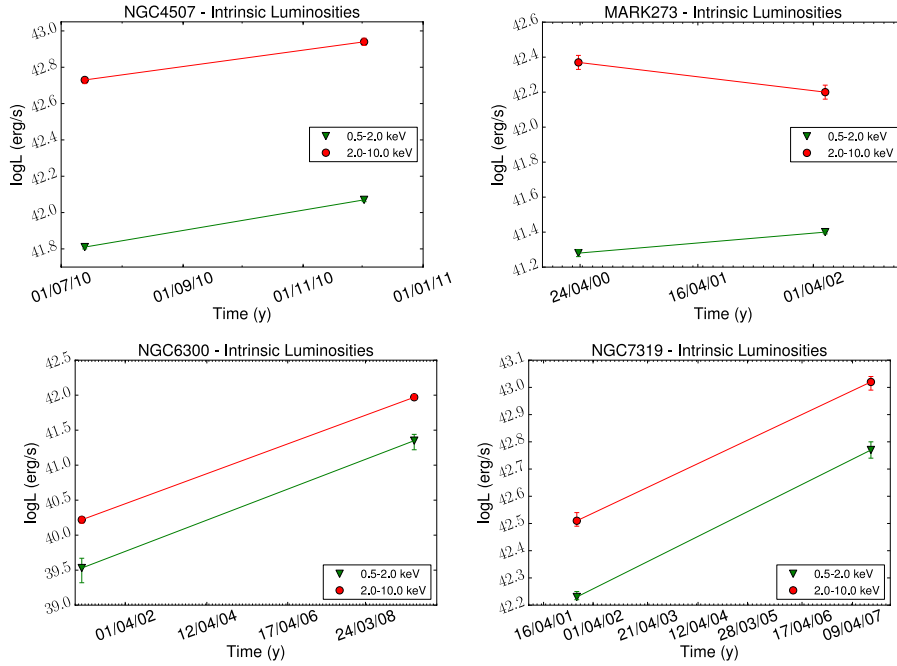 NGC4507 - Intrinsic Luminosities
logL (erg/s)
43.0
42.8
42.6
42.4
42.2
42.0
41.8
0.5-2.0 keV
2.0-10.0 keV
01/07/10 01/09/10 01/11/10 01/01/11
Time (y)
MARK273 - Intrinsic Luminosities
logL (erg/s)
42.6
42.4
42.2
42.0
41.8
41.6
41.4
41.2
0.5-2.0 keV
2.0-10.0 keV
24/04/00 16/04/01 01/04/02
Time (y)
NGC6300 - Intrinsic Luminosities
logL (erg/s)
42.5
42.0
41.5
41.0
40.5
40.0
39.5
39.0
0.5-2.0 keV
2.0-10.0 keV
01/04/02 12/04/04 17/04/06 24/03/08
Time (y)
NGC7319 - Intrinsic Luminosities
logL (erg/s)
43.1
43.0
42.9
42.8
42.7
42.6
42.5
42.4
42.3
42.2
0.5-2.0 keV
2.0-10.0 keV
16/04/01 01/04/02 21/04/03 12/04/04 28/03/05 17/04/06 09/04/07
Time (y)